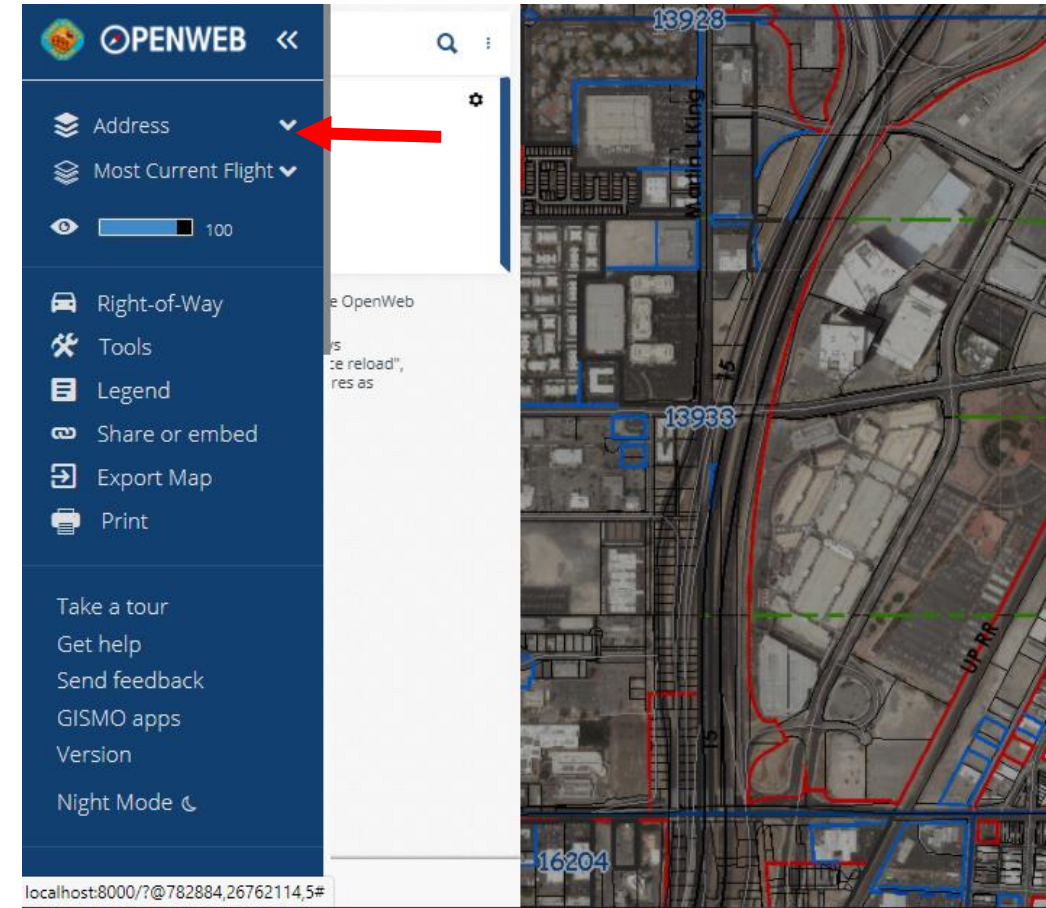 OPENWEB «
Address
Most Current Flight
100
Right-of-Way
Tools
Legend
Share or embed
Export Map
Print
Take a tour
Get help
Send feedback
GISMO apps
Version
Night Mode
localhost:8000/?@782884,26762114,5#
e OpenWeb
/s
ce reload",
res as
13928
Martin L King
15
13933
UP RR
15
16204